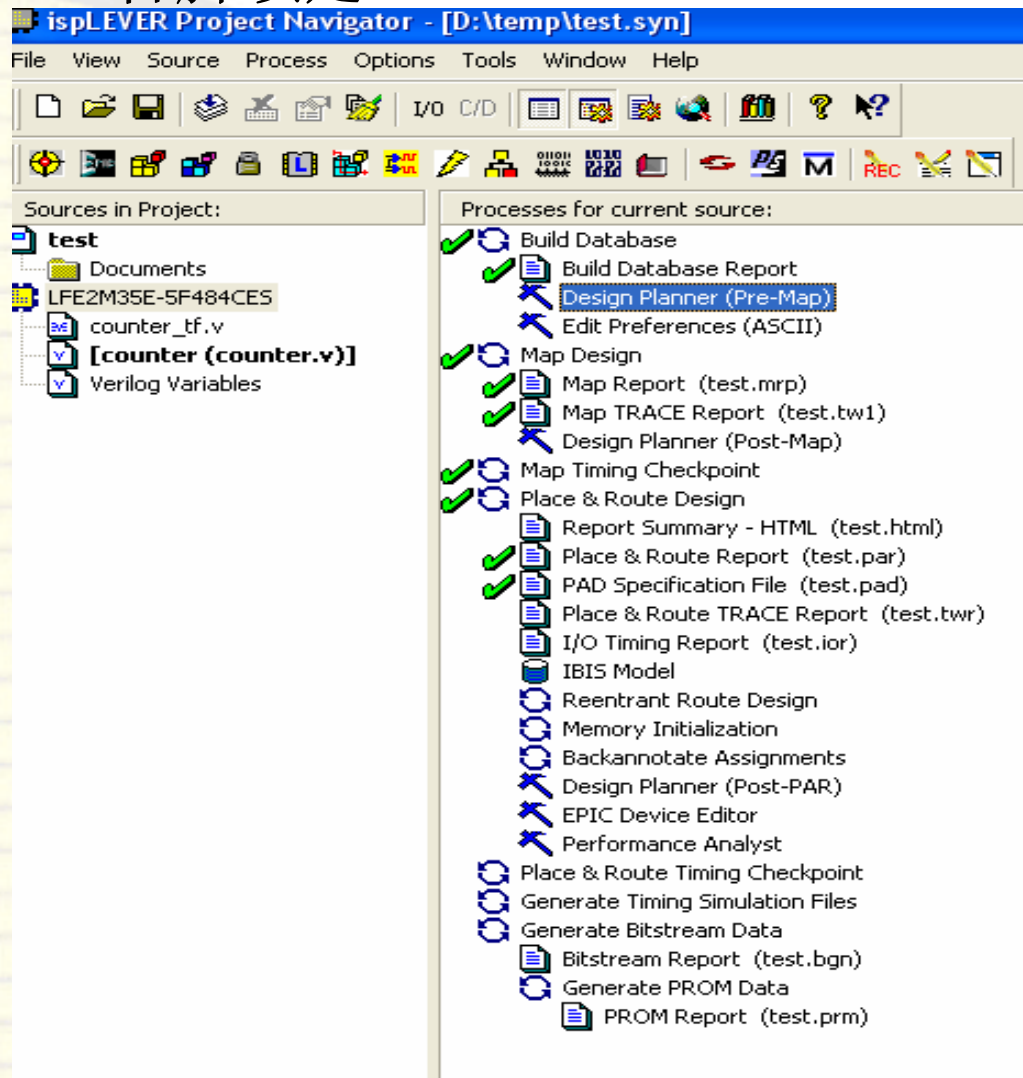 ispLEVER Project Navigator - [D:\temp\test.syn]
File View Source Process Options Tools Window Help
I/O C/D
REC
Sources in Project:
test
Documents
LFE2M35E-5F484CES
counter_tf.v
[counter (counter.v)]
Verilog Variables
Processes for current source:
Build Database
Build Database Report
Design Planner (Pre-Map)
Edit Preferences (ASCII)
Map Design
Map Report (test.mrp)
Map TRACE Report (test.tw1)
Design Planner (Post-Map)
Map Timing Checkpoint
Place & Route Design
Report Summary - HTML (test.html)
Place & Route Report (test.par)
PAD Specification File (test.pad)
Place & Route TRACE Report (test.twr)
I/O Timing Report (test.ior)
IBIS Model
Reentrant Route Design
Memory Initialization
Backannotate Assignments
Design Planner (Post-PAR)
EPIC Device Editor
Performance Analyst
Place & Route Timing Checkpoint
Generate Timing Simulation Files
Generate Bitstream Data
Bitstream Report (test.bgn)
Generate PROM Data
PROM Report (test.prm)